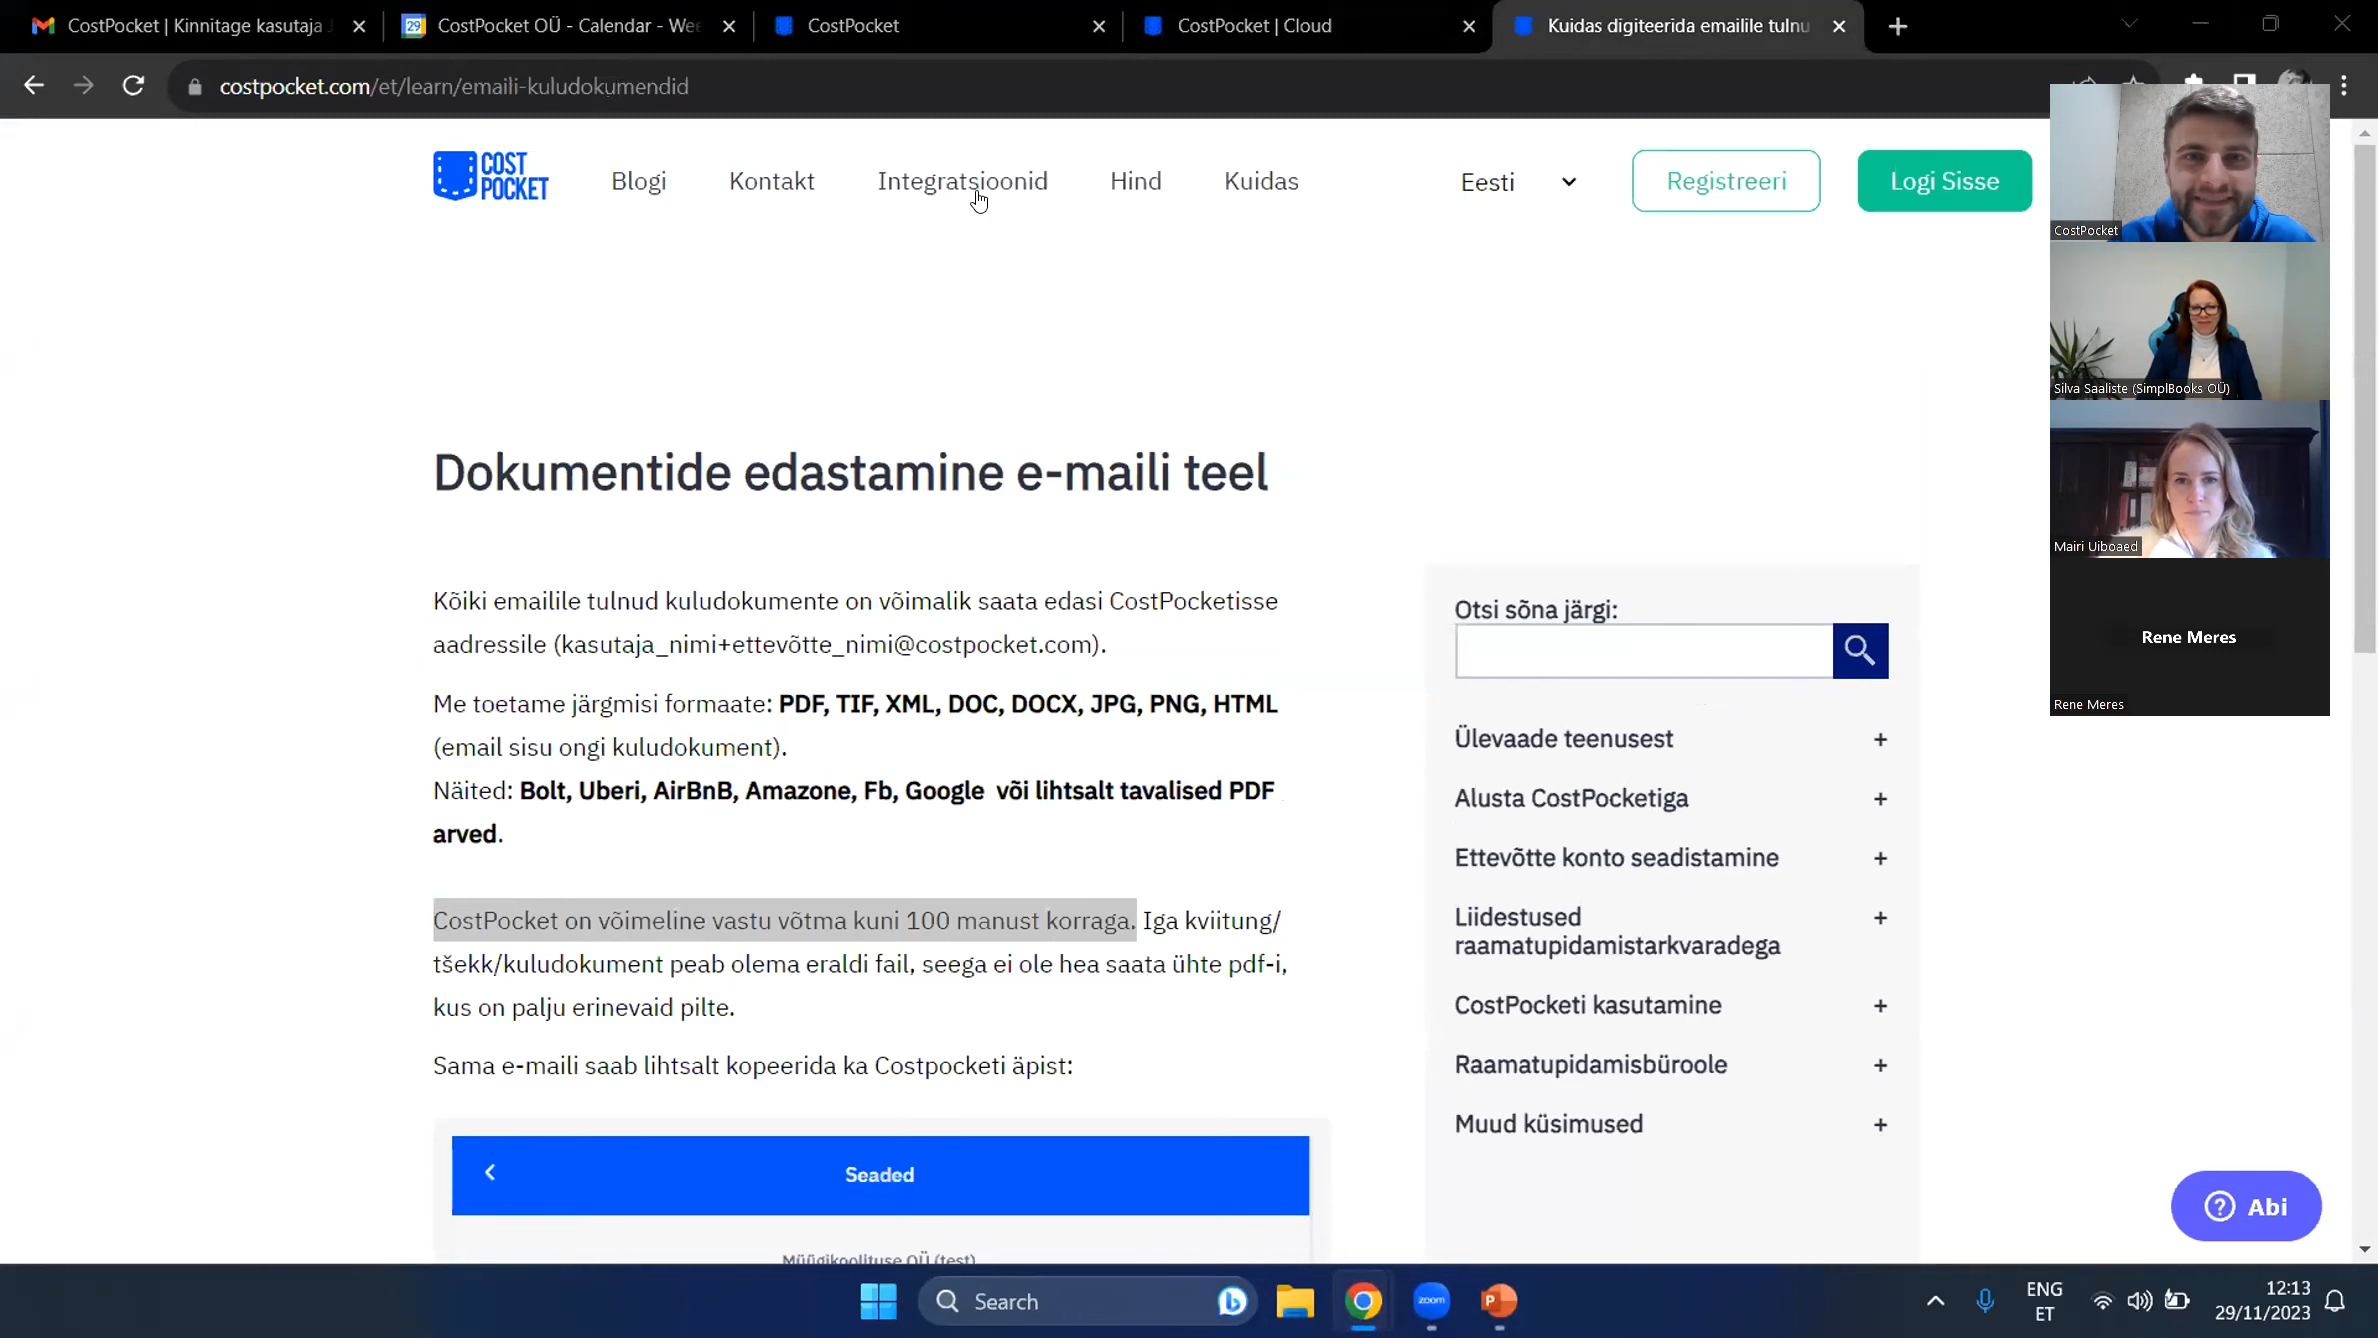 CostPocket | Kinnitage kasutaja
CostPocket OÜ - Calendar - Wee
CostPocket
CostPocket | Cloud
Kuidas digiteerida emailile tulnu
costpocket.com/et/learn/emaili-kuludokumendid
COST
POCKET
Blogi
Kontakt
Integratsioonid
Hind
Kuidas
Eesti
Registreeri
Logi Sisse
CostPocket
Silva Saaliste (SimplBooks OÜ)
Mairi Uiboaed
Rene Meres
Rene Meres
Dokumentide edastamine e-maili teel
Kõiki emailile tulnud kuludokumente on võimalik saata edasi CostPocketisse
aadressile (kasutaja_nimi+ettevõtte_nimi@costpocket.com).
Me toetame järgmisi formaate: PDF, TIF, XML, DOC, DOCX, JPG, PNG, HTML
(email sisu ongi kuludokument).
Näited: Bolt, Uberi, AirBnB, Amazone, Fb, Google või lihtsalt tavalised PDF
arved.
CostPocket on võimeline vastu võtma kuni 100 manust korraga. Iga kviitung/
tšekk/kuludokument peab olema eraldi fail, seega ei ole hea saata ühte pdf-i,
kus on palju erinevaid pilte.
Sama e-maili saab lihtsalt kopeerida ka Costpocketi äpist:
Seaded
Müügikoolituse OÜ (test)
Otsi sõna järgi:
Ülevaade teenusest +
Alusta CostPocketiga +
Ettevõtte konto seadistamine +
Liidestused +
raamatupidamistarkvaradega
CostPocketi kasutamine +
Raamatupidamisbüroole +
Muud küsimused +
Abi
Search
zoom
ENG
ET
12:13
29/11/2023